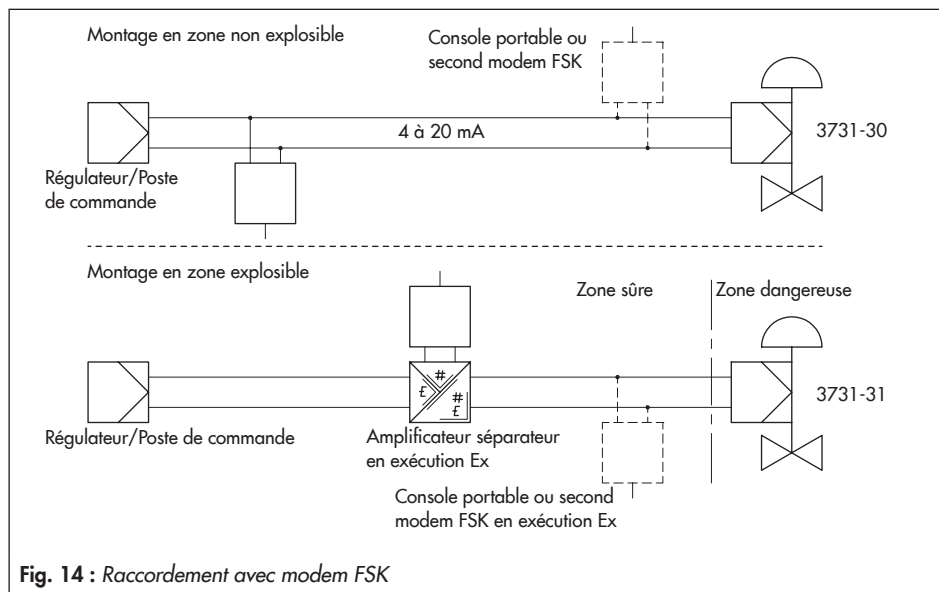 Montage en zone non explosible
Console portable ou
second modem FSK
4 à 20 mA
3731-30
Régulateur/Poste
de commande
Montage en zone explosible
Zone sûre
Zone dangereuse
#
£
#
£
3731-31
Régulateur/Poste de commande
Amplificateur séparateur
en exécution Ex
Console portable ou second
modem FSK en exécution Ex
Fig. 14 : Raccordement avec modem FSK